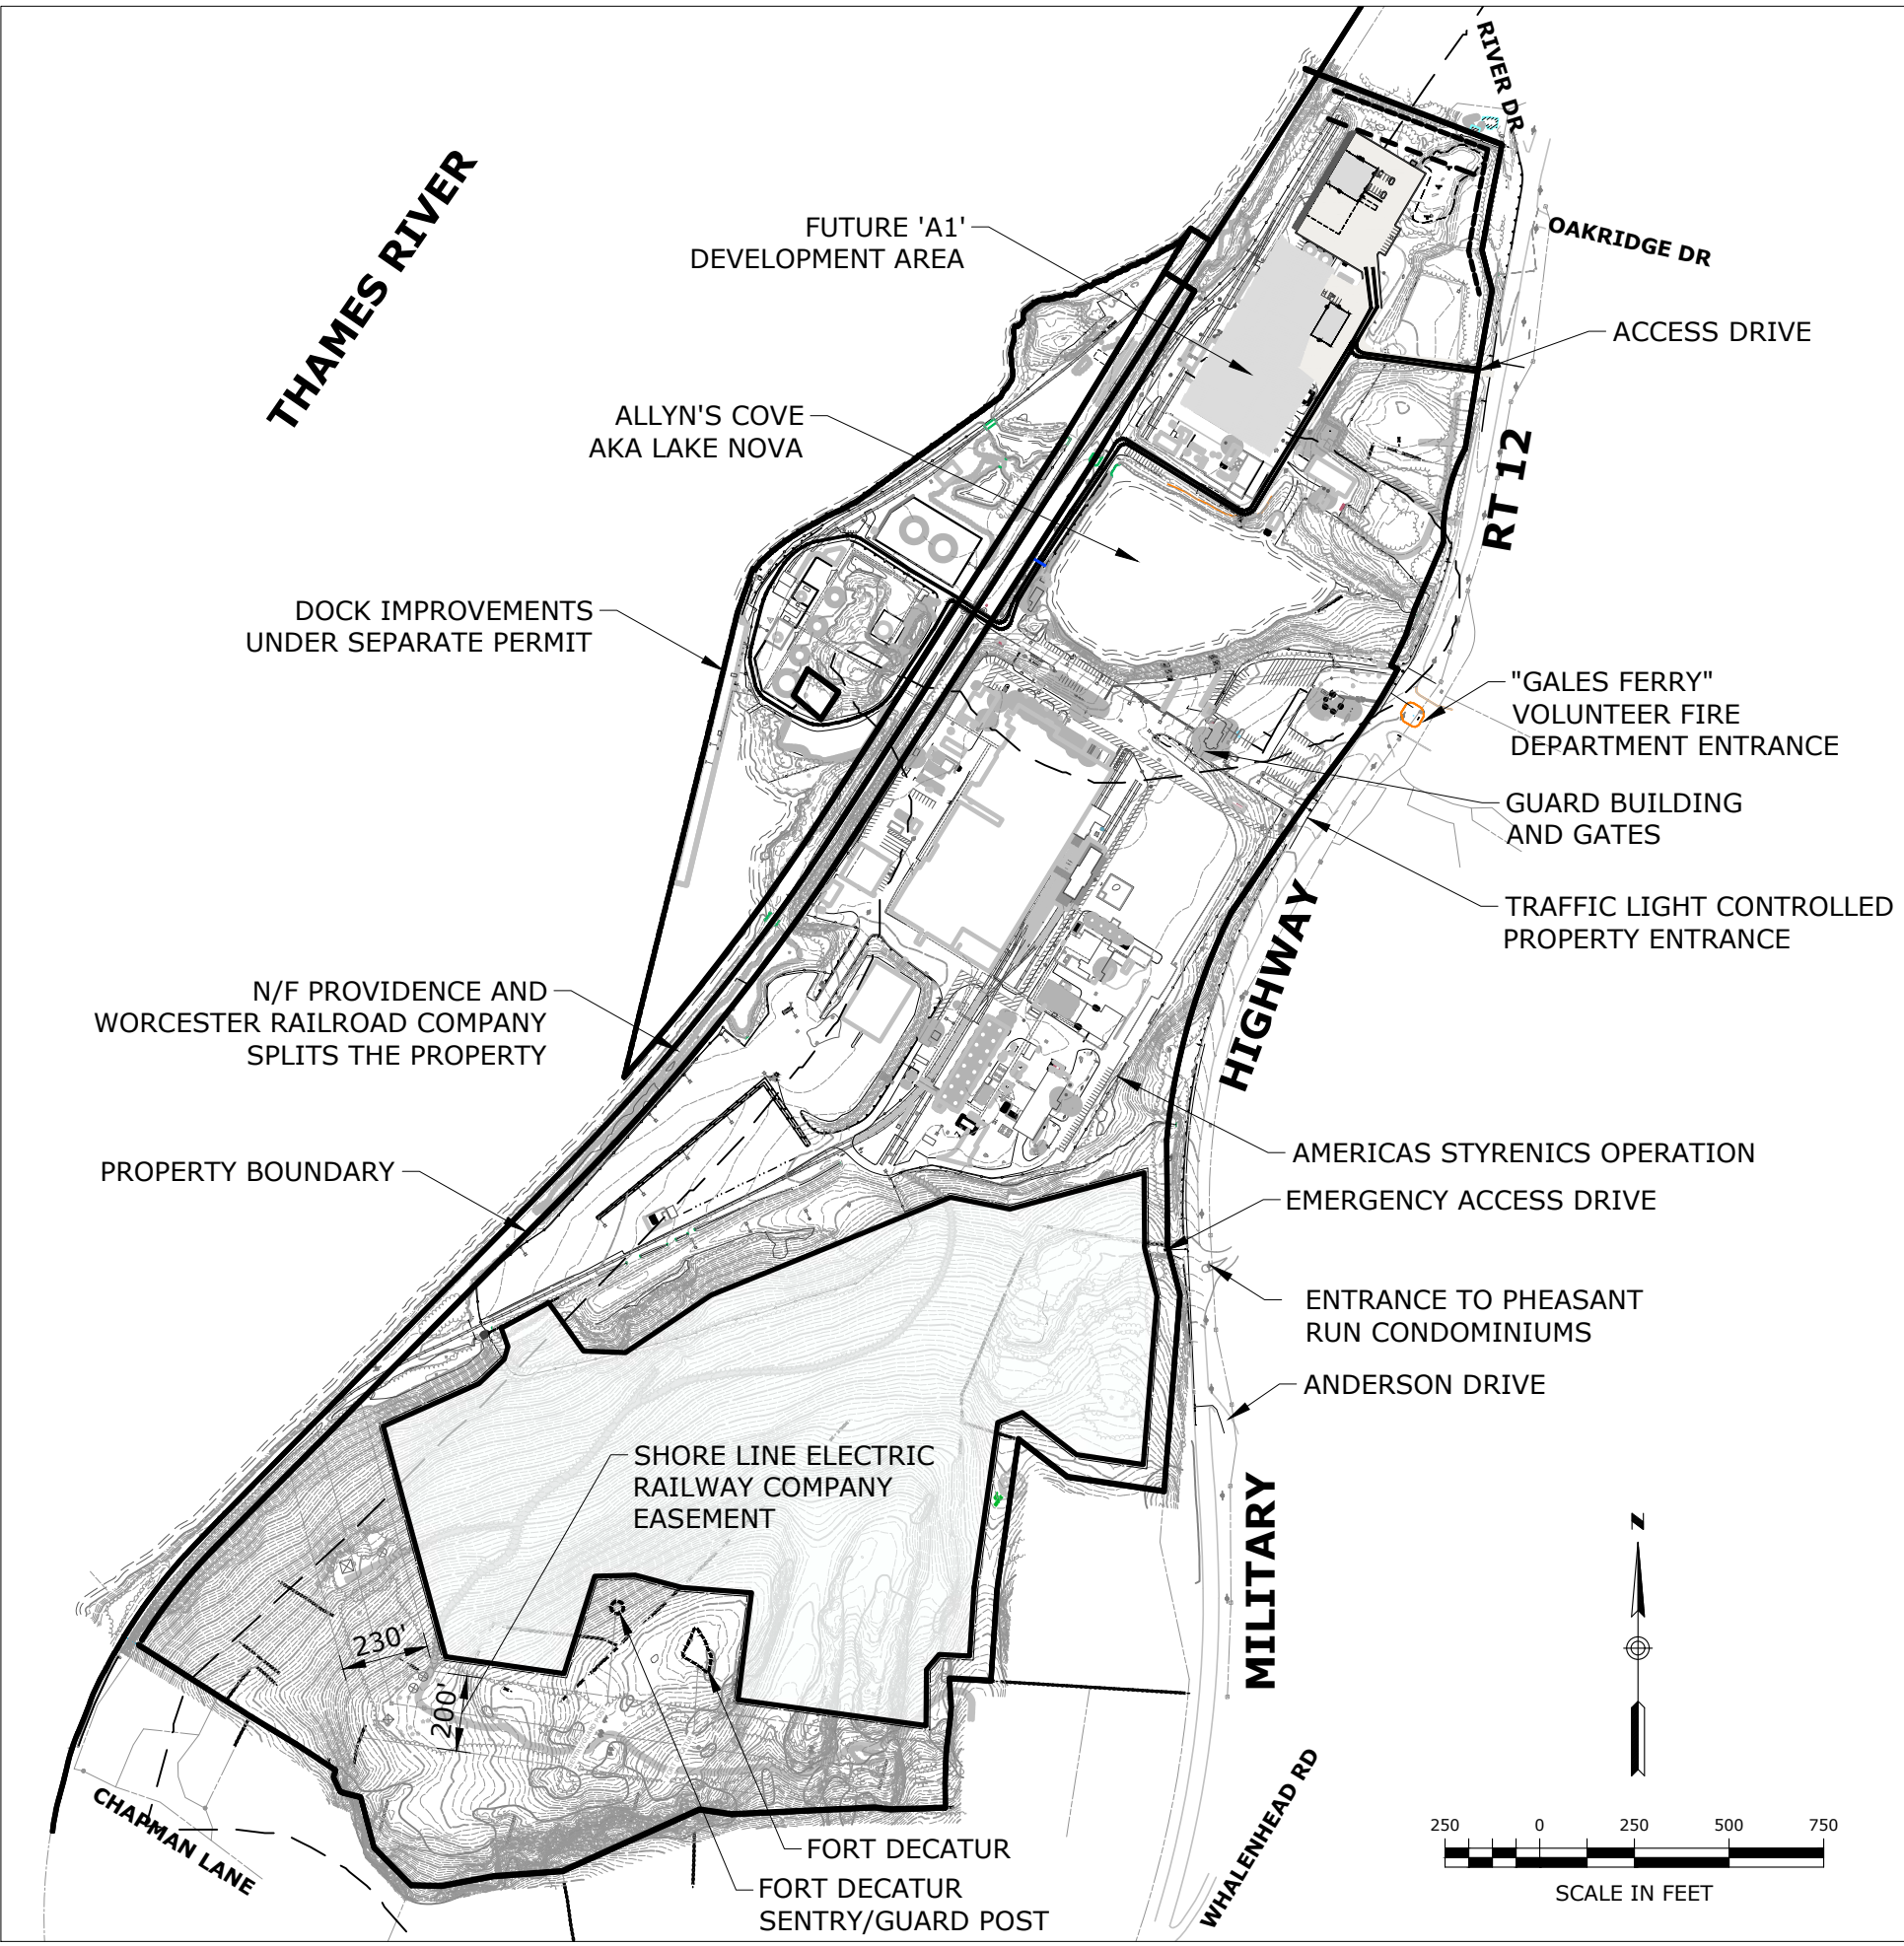 RIVER DR
THAMES RIVER
FUTURE 'A1'
DEVELOPMENT AREA
OAKRIDGE DR
ACCESS DRIVE
ALLYN'S COVE
AKA LAKE NOVA
RT 12
DOCK IMPROVEMENTS
UNDER SEPARATE PERMIT
"GALES FERRY"
VOLUNTEER FIRE
DEPARTMENT ENTRANCE
GUARD BUILDING
AND GATES
TRAFFIC LIGHT CONTROLLED
PROPERTY ENTRANCE
HIGHWAY
N/F PROVIDENCE AND
WORCESTER RAILROAD COMPANY
SPLITS THE PROPERTY
AMERICAS STYRENICS OPERATION
PROPERTY BOUNDARY
EMERGENCY ACCESS DRIVE
ENTRANCE TO PHEASANT
RUN CONDOMINIUMS
ANDERSON DRIVE
SHORE LINE ELECTRIC
RAILWAY COMPANY
EASEMENT
MILITARY
N
230'
200'
CHAPMAN LANE
WHALENHEAD RD
FORT DECATUR
FORT DECATUR
SENTRY/GUARD POST
250 0 250 500 750
SCALE IN FEET